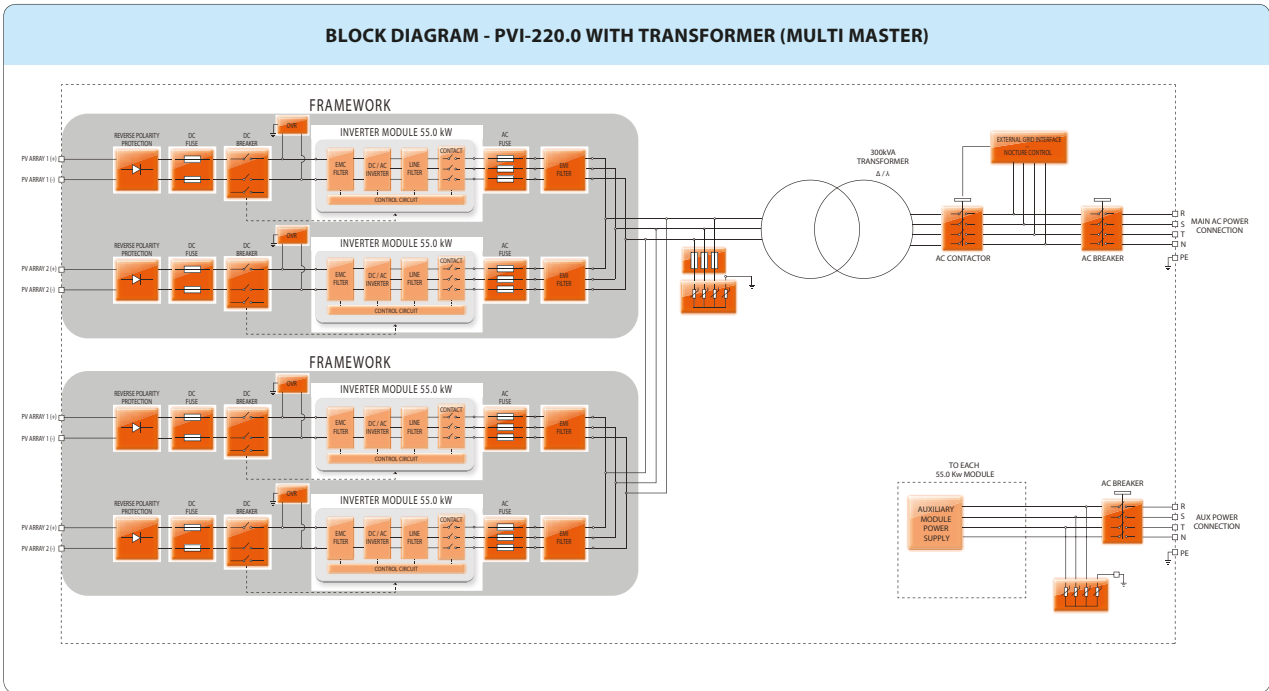 BLOCK DIAGRAM - PVI-220.0 WITH TRANSFORMER (MULTI MASTER)
FRAMEWORK
REVERSE POLARITY
PROTECTION
DC
FUSE
DC
BREAKER
OVR
INVERTER MODULE 55.0 kW
AC
FUSE
PV ARRAY 1 (+)
PV ARRAY 1 (-)
EMC
FILTER
DC / AC
INVERTER
LINE
FILTER
CONTACT
CONTROL CIRCUIT
EMI
FILTER
REVERSE POLARITY
PROTECTION
DC
FUSE
DC
BREAKER
OVR
INVERTER MODULE 55.0 kW
AC
FUSE
PV ARRAY 2 (+)
PV ARRAY 2 (-)
EMC
FILTER
DC / AC
INVERTER
LINE
FILTER
CONTACT
CONTROL CIRCUIT
EMI
FILTER
300kVA
TRANSFORMER
Δ / λ
EXTERNAL GRID INTERFACE
NOCTURE CONTROL
AC CONTACTOR
AC BREAKER
R
S
T
N
PE
MAIN AC POWER
CONNECTION
FRAMEWORK
REVERSE POLARITY
PROTECTION
DC
FUSE
DC
BREAKER
OVR
INVERTER MODULE 55.0 kW
AC
FUSE
PV ARRAY 1 (+)
PV ARRAY 1 (-)
EMC
FILTER
DC / AC
INVERTER
LINE
FILTER
CONTACT
CONTROL CIRCUIT
EMI
FILTER
REVERSE POLARITY
PROTECTION
DC
FUSE
DC
BREAKER
OVR
INVERTER MODULE 55.0 kW
AC
FUSE
PV ARRAY 2 (+)
PV ARRAY 2 (-)
EMC
FILTER
DC / AC
INVERTER
LINE
FILTER
CONTACT
CONTROL CIRCUIT
EMI
FILTER
TO EACH
55.0 Kw MODULE
AUXILIARY
MODULE
POWER
SUPPLY
AC BREAKER
R
S
T
N
PE
AUX POWER
CONNECTION